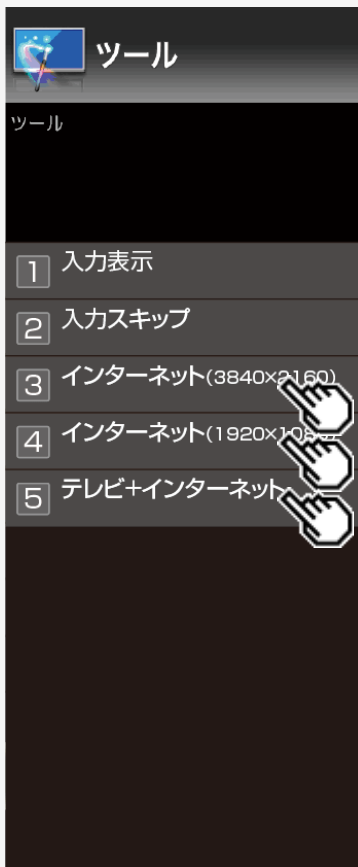 ツール
ツール
1 入力表示
2 入力スキップ
3 インターネット(3840×2160)
4 インターネット(1920×1080)
5 テレビ+インターネット